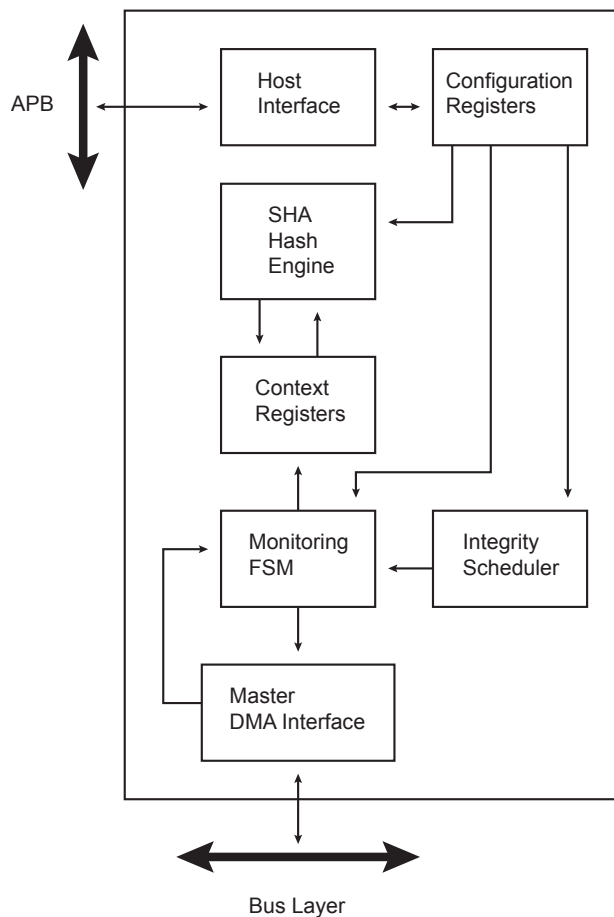 APB
Host
Interface
Configuration
Registers
SHA
Hash
Engine
Context
Registers
Monitoring
FSM
Integrity
Scheduler
Master
DMA Interface
Bus Layer